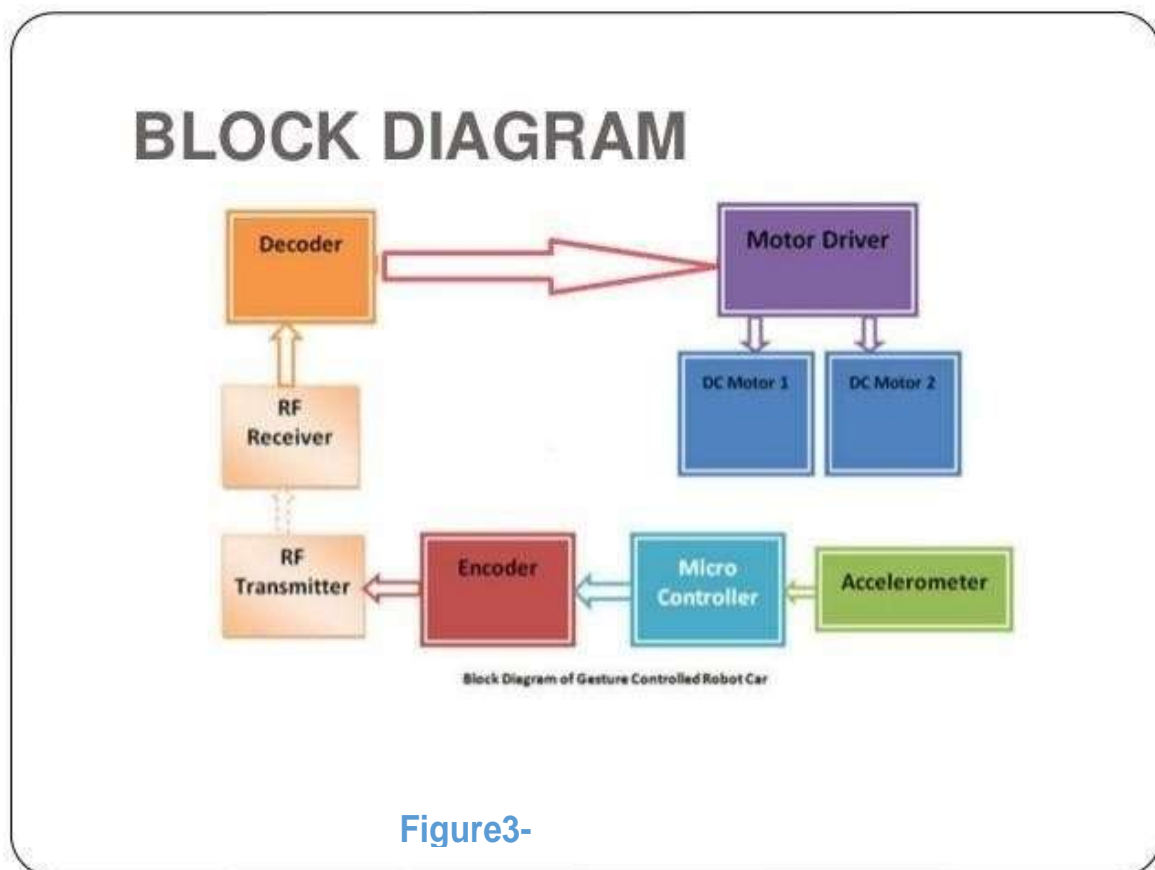 BLOCK DIAGRAM
Decoder
Motor Driver
DC Motor 1
DC Motor 2
RF
Receiver
RF
Transmitter
Encoder
Micro
Controller
Accelerometer
Block Diagram of Gesture Controlled Robot Car
Figure3-